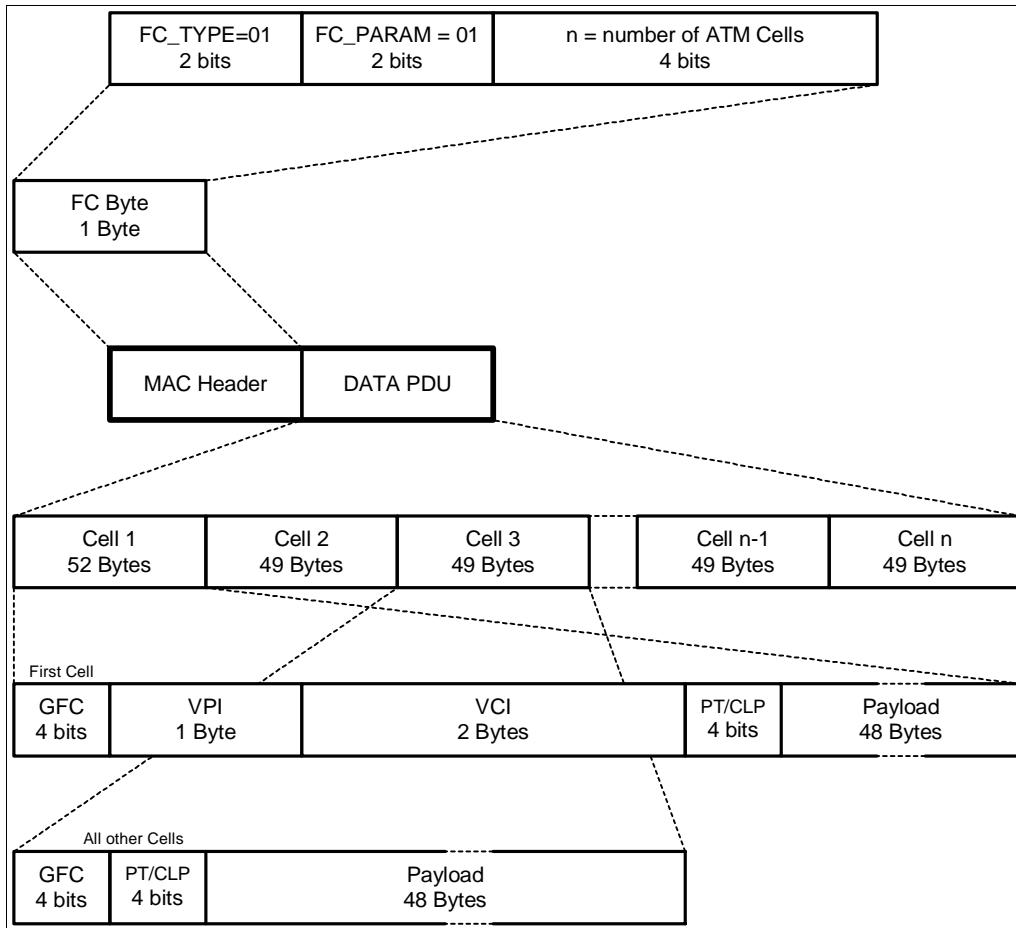 FC_TYPE=01
2 bits
FC_PARAM = 01
2 bits
n = number of ATM Cells
4 bits
FC Byte
1 Byte
MAC Header
DATA PDU
Cell 1
52 Bytes
Cell 2
49 Bytes
Cell 3
49 Bytes
Cell n-1
49 Bytes
Cell n
49 Bytes
First Cell
GFC
4 bits
VPI
1 Byte
VCI
2 Bytes
PT/CLP
4 bits
Payload
48 Bytes
All other Cells
GFC
4 bits
PT/CLP
4 bits
Payload
48 Bytes